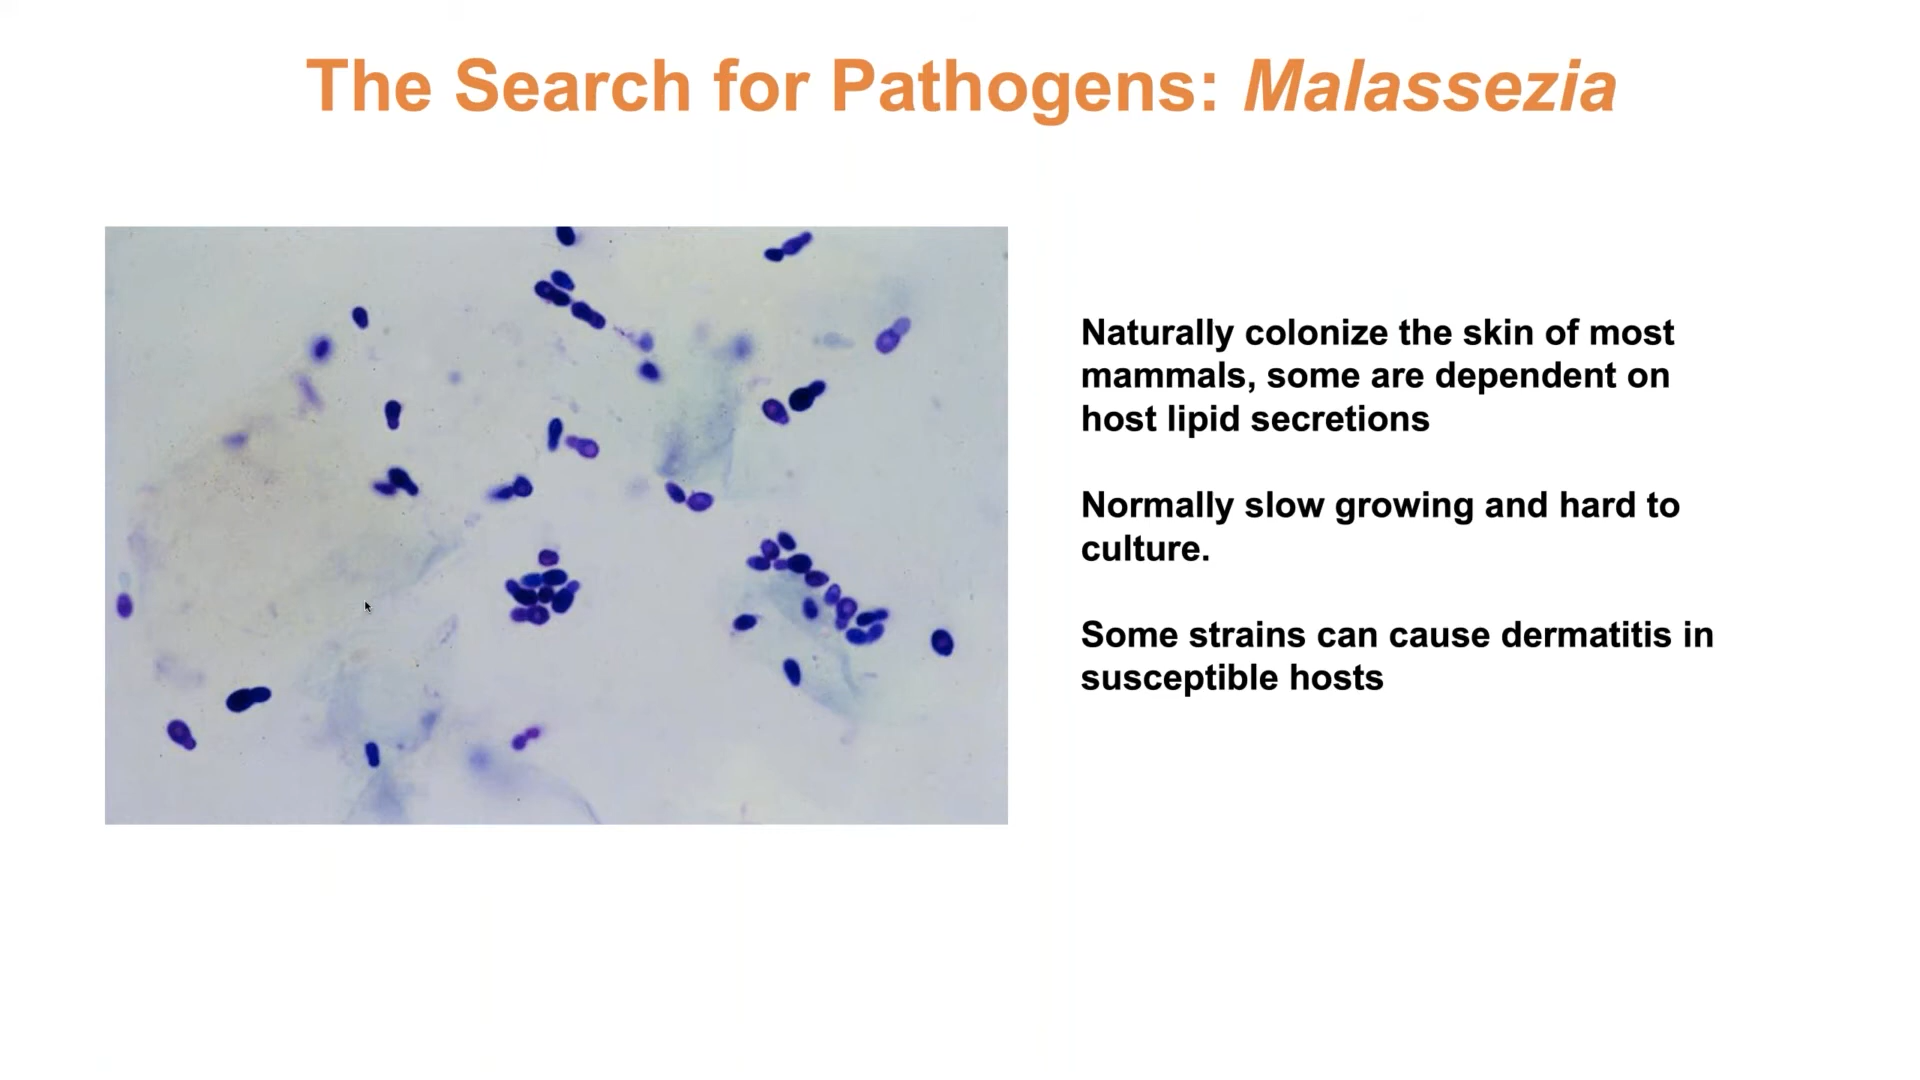 The Search for Pathogens: Malassezia
Naturally colonize the skin of most
mammals, some are dependent on
host lipid secretions
Normally slow growing and hard to
culture.
Some strains can cause dermatitis in
susceptible hosts